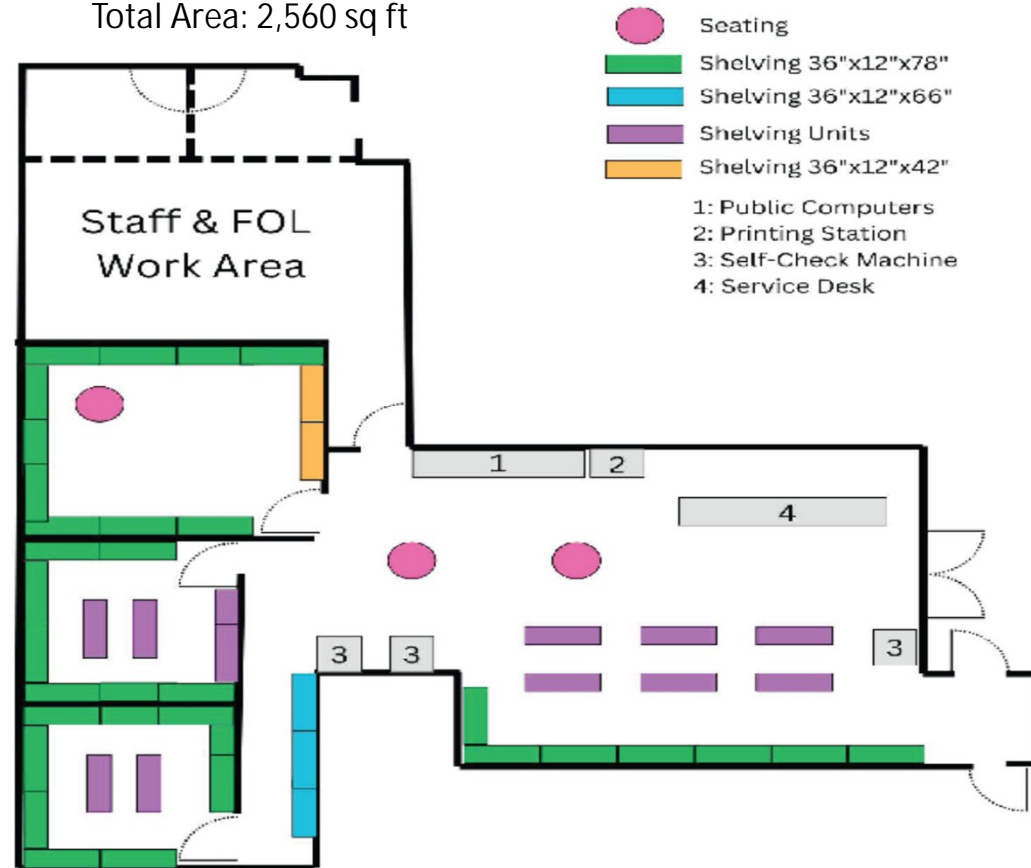 Total Area: 2,560 sq ft
Seating
Shelving 36"x12"x78"
Shelving 36"x12"x66"
Shelving Units
Shelving 36"x12"x42"
1: Public Computers
2: Printing Station
3: Self-Check Machine
4: Service Desk
Staff & FOL
Work Area
1
2
4
3
3
3